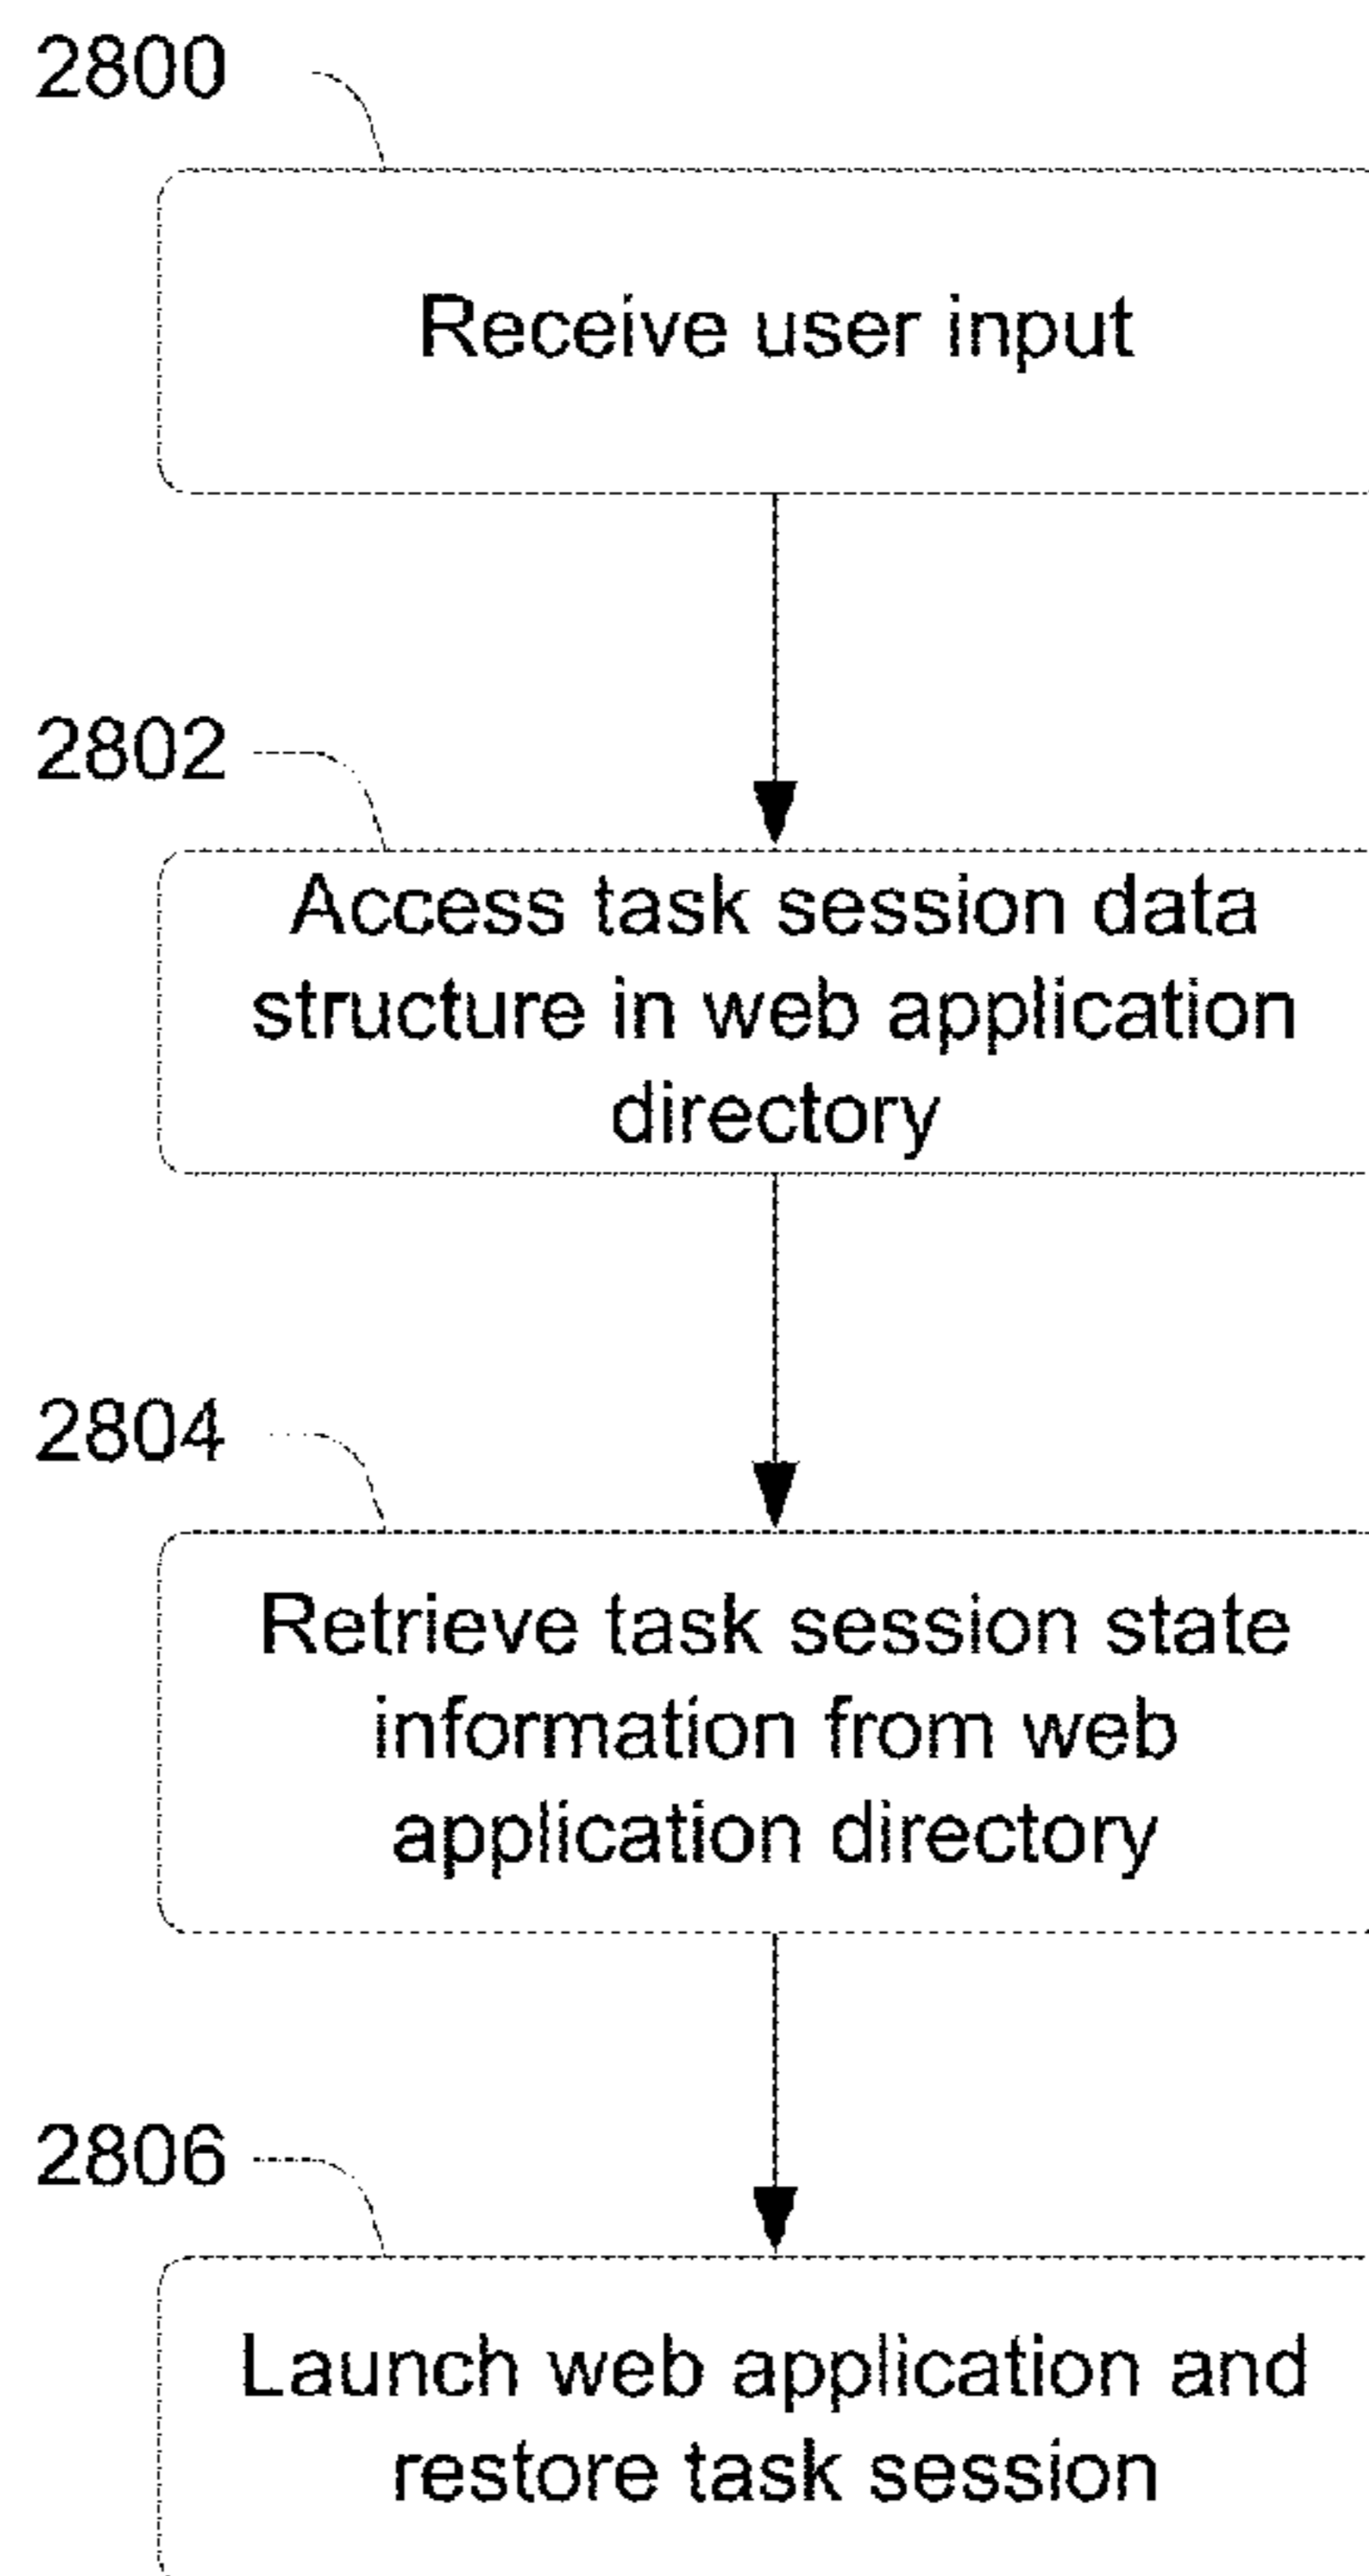 2800
Receive user input
2802
Access task session data
structure in web application
directory
2804
Retrieve task session state
information from web
application directory
2806
Launch web application and
restore task session